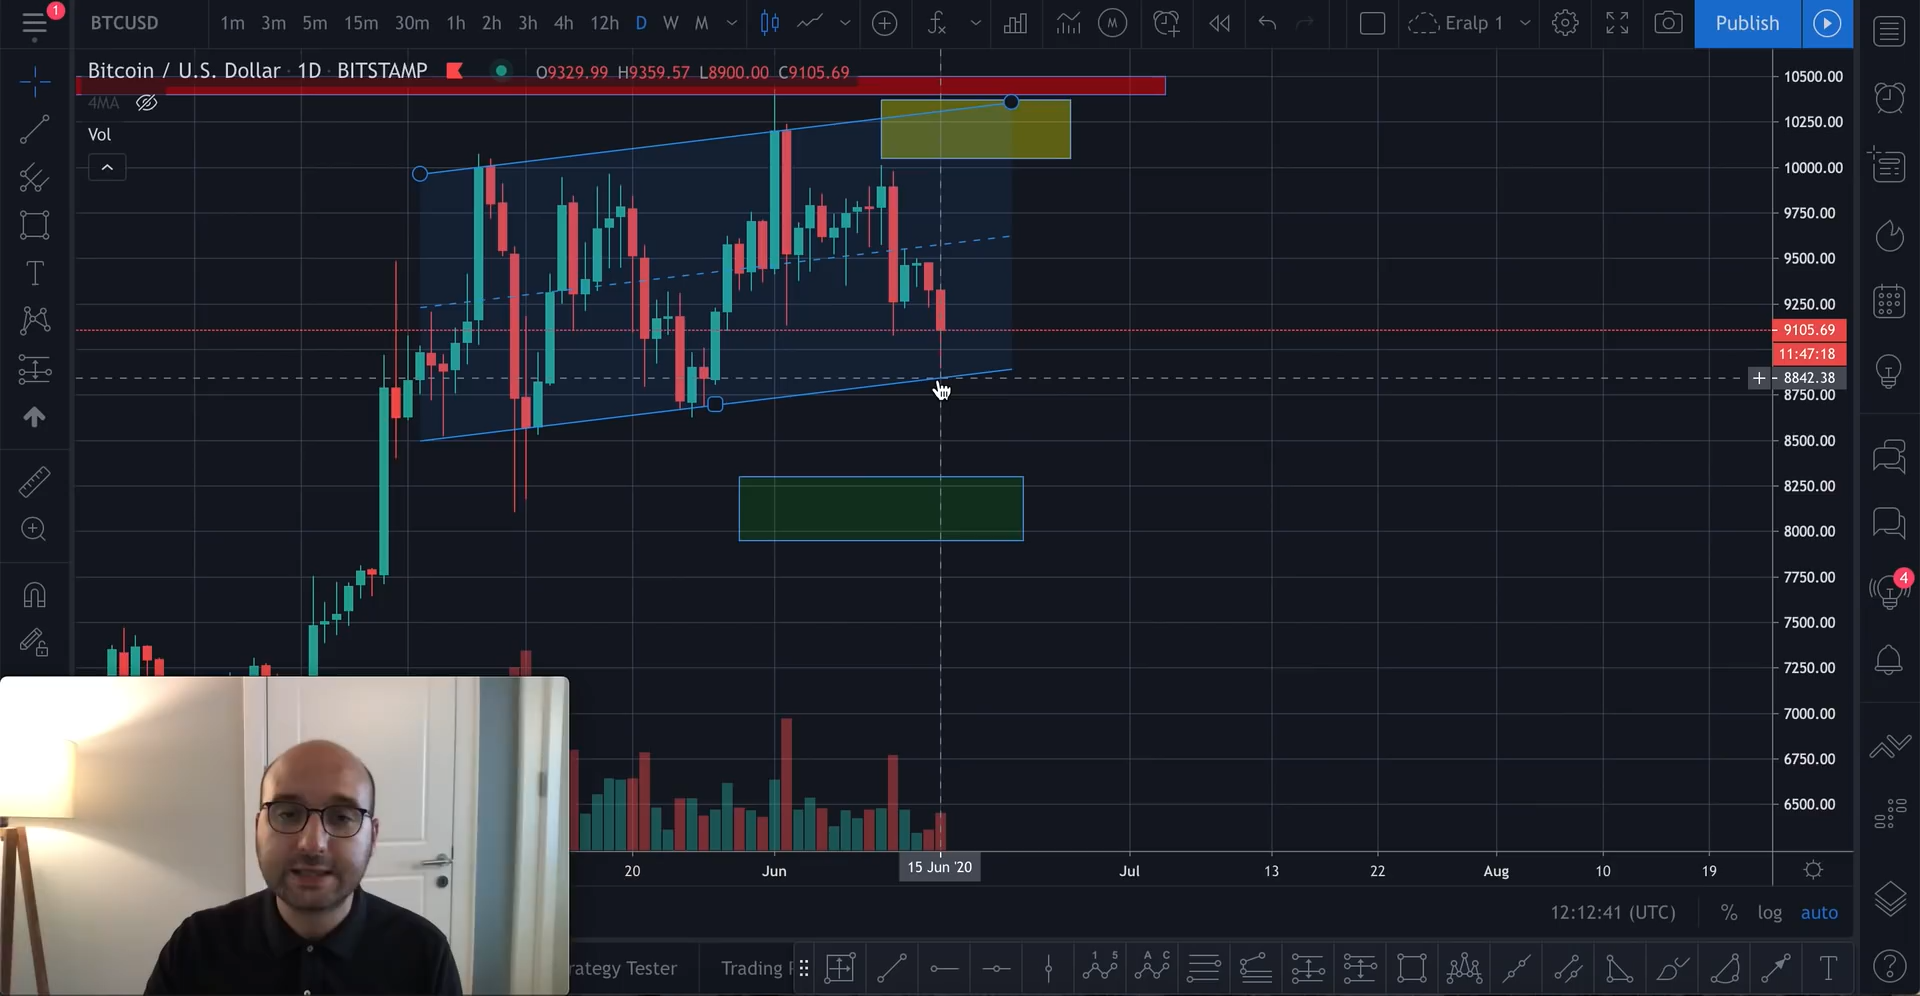 1
BTCUSD 1m 3m 5m 15m 30m 1h 2h 3h 4h 12h D W M M Eralp 1 Publish
Bitcoin / U.S. Dollar · 1D · BITSTAMP O9329.99 H9359.57 L8900.00 C9105.69
4MA
Vol
10500.00
10250.00
10000.00
9750.00
9500.00
9250.00
9105.69
11:47:18
8842.38
8750.00
8500.00
8250.00
8000.00
7750.00
7500.00
7250.00
7000.00
6750.00
6500.00
4
20 Jun 15 Jun '20 Jul 13 22 Aug 10 19
12:12:41 (UTC) % log auto
rategy Tester Trading
1 5 A C T